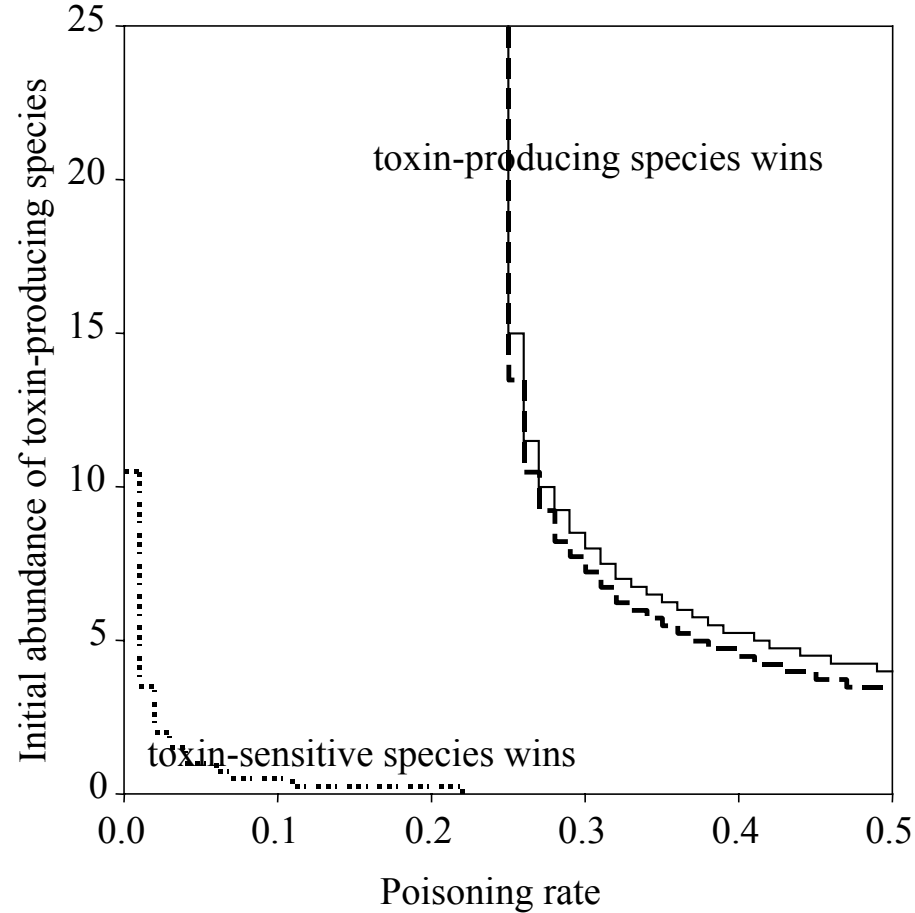 Initial abundance of toxin-producing species
25
20
15
10
5
0
toxin-producing species wins
toxin-sensitive species wins
0.0 0.1 0.2 0.3 0.4 0.5
Poisoning rate